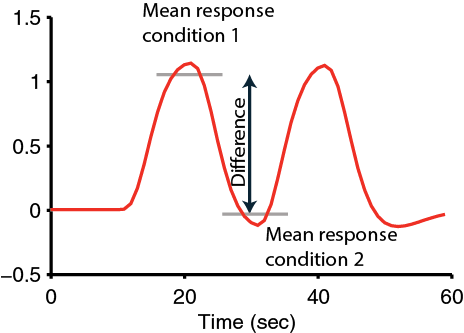 Mean response
condition 1
1.5
1
0.5
0
−0.5
Difference
Mean response
condition 2
0
20
40
60
Time (sec)